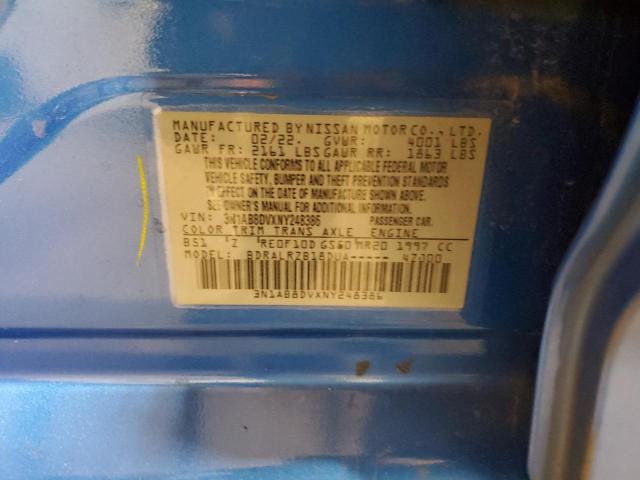 MANUFACTURED BY NISSAN MOTOR CO., LTD.
DATE: 02/22. GVWR: 4001 LBS
GAWR FR: 2161 LBS GAWR RR: 1863 LBS
THIS VEHICLE CONFORMS TO ALL APPLICABLE FEDERAL MOTOR
VEHICLE SAFETY, BUMPER AND THEFT PREVENTION STANDARDS
IN EFFECT ON THE DATE OF MANUFACTURE SHOWN ABOVE.
SEE OWNER'S MANUAL FOR ADDITIONAL INFORMATION.
VIN: 3N1AB8DVXNY248386 PASSENGER CAR.
COLOR TRIM TRANS AXLE ENGINE
B51 Z RE0F10D GS60 MR20 1997 CC
MODEL: BDRALRZB18DUA----- 4Z000
3N1AB8DVXNY248386